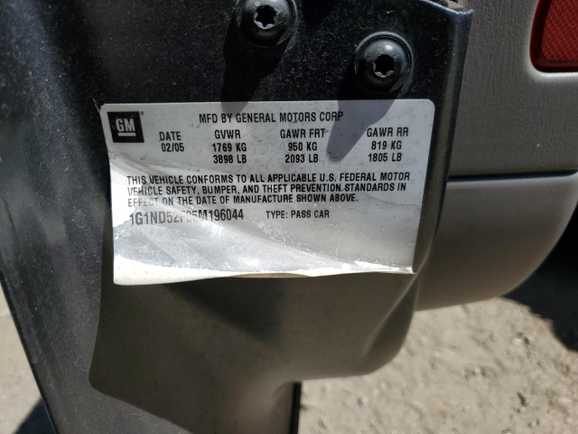 GM
MFD BY GENERAL MOTORS CORP
DATE GVWR GAWR FRT GAWR RR
02/05 1769 KG 950 KG 819 KG
3898 LB 2093 LB 1805 LB
THIS VEHICLE CONFORMS TO ALL APPLICABLE U.S. FEDERAL MOTOR
VEHICLE SAFETY, BUMPER, AND THEFT PREVENTION STANDARDS IN
EFFECT ON THE DATE OF MANUFACTURE SHOWN ABOVE.
TYPE: PASS CAR